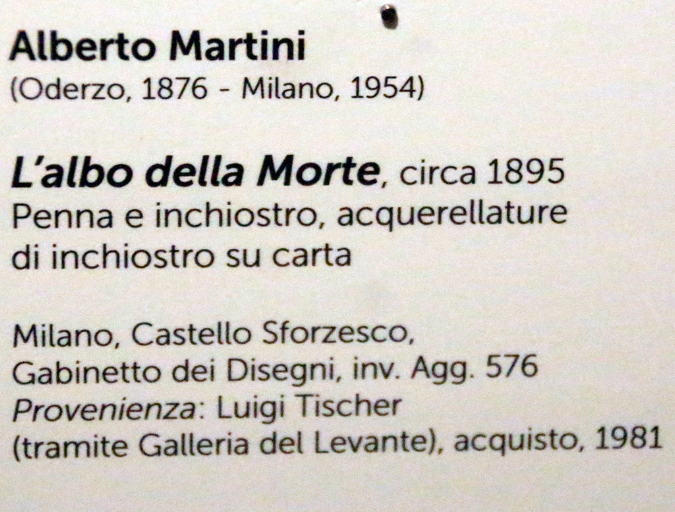 Alberto Martini
(Oderzo, 1876 - Milano, 1954)
L'albo della Morte, circa 1895
Penna e inchiostro, acquerellature
di inchiostro su carta
Milano, Castello Sforzesco,
Gabinetto dei Disegni, inv. Agg. 576
Provenienza: Luigi Tischer
(tramite Galleria del Levante), acquisto, 1981